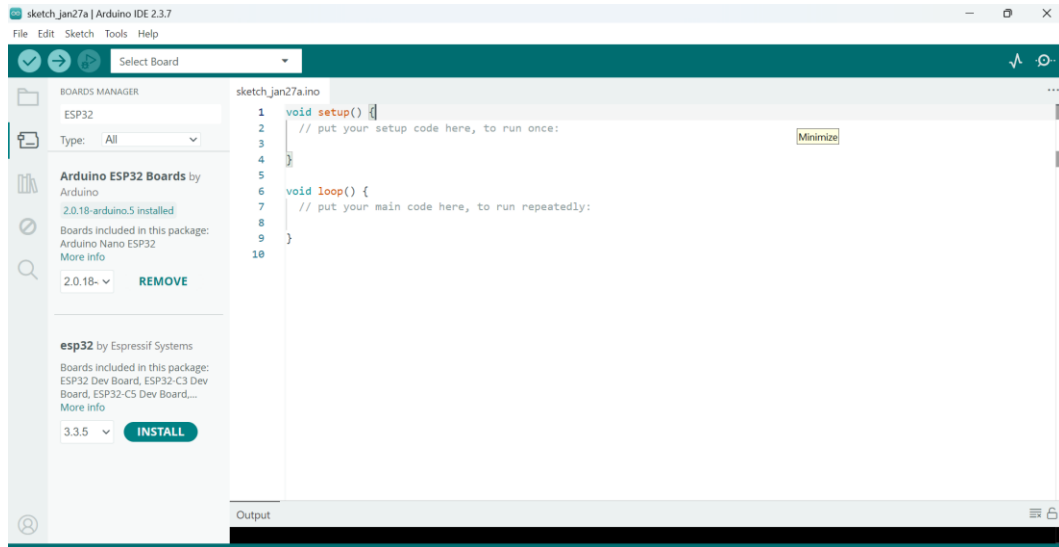 sketch_jan27a | Arduino IDE 2.3.7
File Edit Sketch Tools Help
Select Board
BOARDS MANAGER
ESP32
Type: All
Arduino ESP32 Boards by
Arduino
2.0.18-arduino.5 installed
Boards included in this package:
Arduino Nano ESP32
More info
2.0.18- REMOVE
esp32 by Espressif Systems
Boards included in this package:
ESP32 Dev Board, ESP32-C3 Dev
Board, ESP32-C5 Dev Board,...
More info
3.3.5 INSTALL
sketch_jan27a.ino
1 void setup() {
2 // put your setup code here, to run once:
3
4 }
5
6 void loop() {
7 // put your main code here, to run repeatedly:
8
9 }
10
Minimize
Output